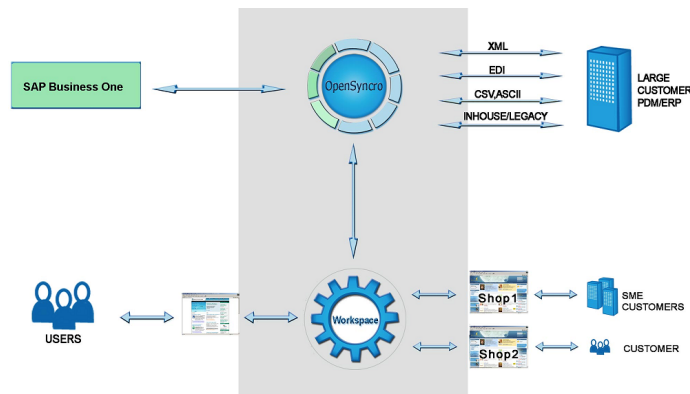 SAP Business One
OpenSyncro
XML
EDI
CSV,ASCII
INHOUSE/LEGACY
LARGE
CUSTOMER
PDM/ERP
USERS
Workspace
Shop1
SME
CUSTOMERS
Shop2
CUSTOMER